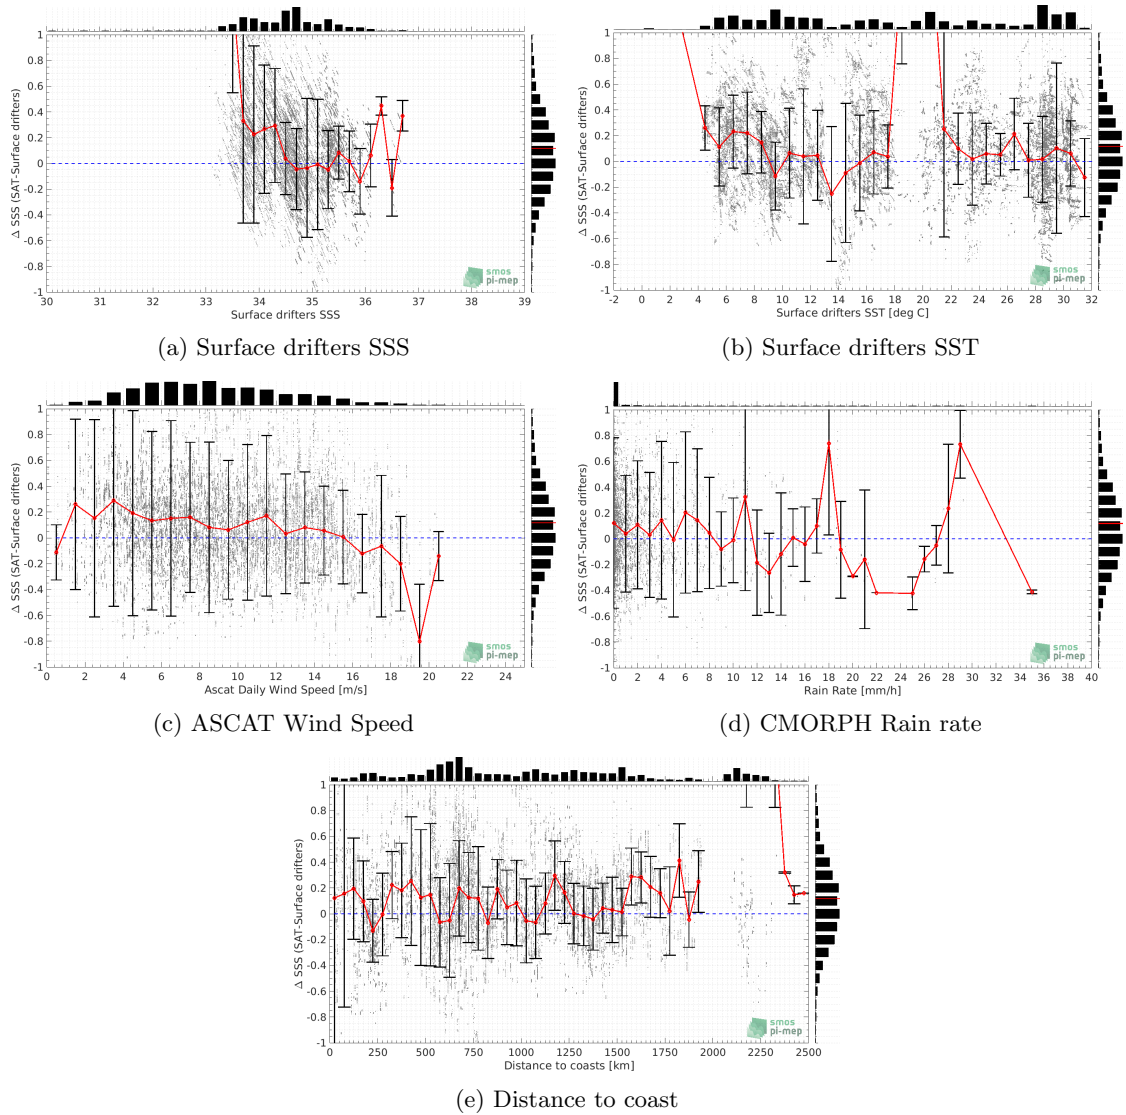 1
0.8
0.6
0.4
0.2
0
-0.2
-0.4
-0.6
-0.8
-1
Δ SSS (SAT-Surface drifters)
30 31 32 33 34 35 36 37 38 39
Surface drifters SSS
smos
pi-mep
(a) Surface drifters SSS
1
0.8
0.6
0.4
0.2
0
-0.2
-0.4
-0.6
-0.8
-1
Δ SSS (SAT-Surface drifters)
-2 0 2 4 6 8 10 12 14 16 18 20 22 24 26 28 30 32
Surface drifters SST [deg C]
smos
pi-mep
(b) Surface drifters SST
1
0.8
0.6
0.4
0.2
0
-0.2
-0.4
-0.6
-0.8
-1
Δ SSS (SAT-Surface drifters)
0 2 4 6 8 10 12 14 16 18 20 22 24
Ascat Daily Wind Speed [m/s]
smos
pi-mep
(c) ASCAT Wind Speed
1
0.8
0.6
0.4
0.2
0
-0.2
-0.4
-0.6
-0.8
-1
Δ SSS (SAT-Surface drifters)
0 2 4 6 8 10 12 14 16 18 20 22 24 26 28 30 32 34 36 38 40
Rain Rate [mm/h]
smos
pi-mep
(d) CMORPH Rain rate
1
0.8
0.6
0.4
0.2
0
-0.2
-0.4
-0.6
-0.8
-1
Δ SSS (SAT-Surface drifters)
0 250 500 750 1000 1250 1500 1750 2000 2250 2500
Distance to coasts [km]
smos
pi-mep
(e) Distance to coast